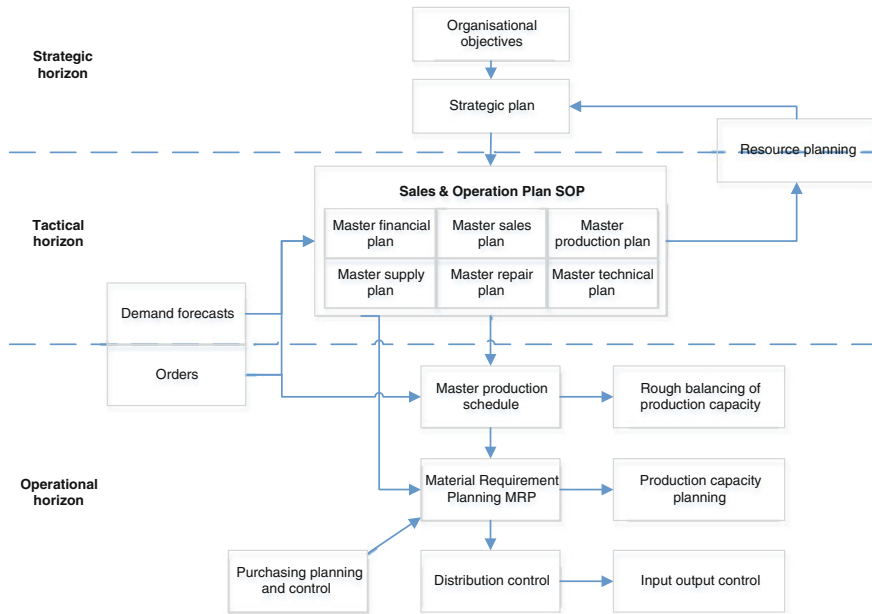 Organisational
objectives
Strategic
horizon
Strategic plan
Resource planning
Sales & Operation Plan SOP
Master financial
plan
Master sales
plan
Master
production plan
Tactical
horizon
Master supply
plan
Master repair
plan
Master technical
plan
Demand forecasts
Orders
Master production
schedule
Rough balancing of
production capacity
Operational
horizon
Material Requirement
Planning MRP
Production capacity
planning
Purchasing planning
and control
Distribution control
Input output control